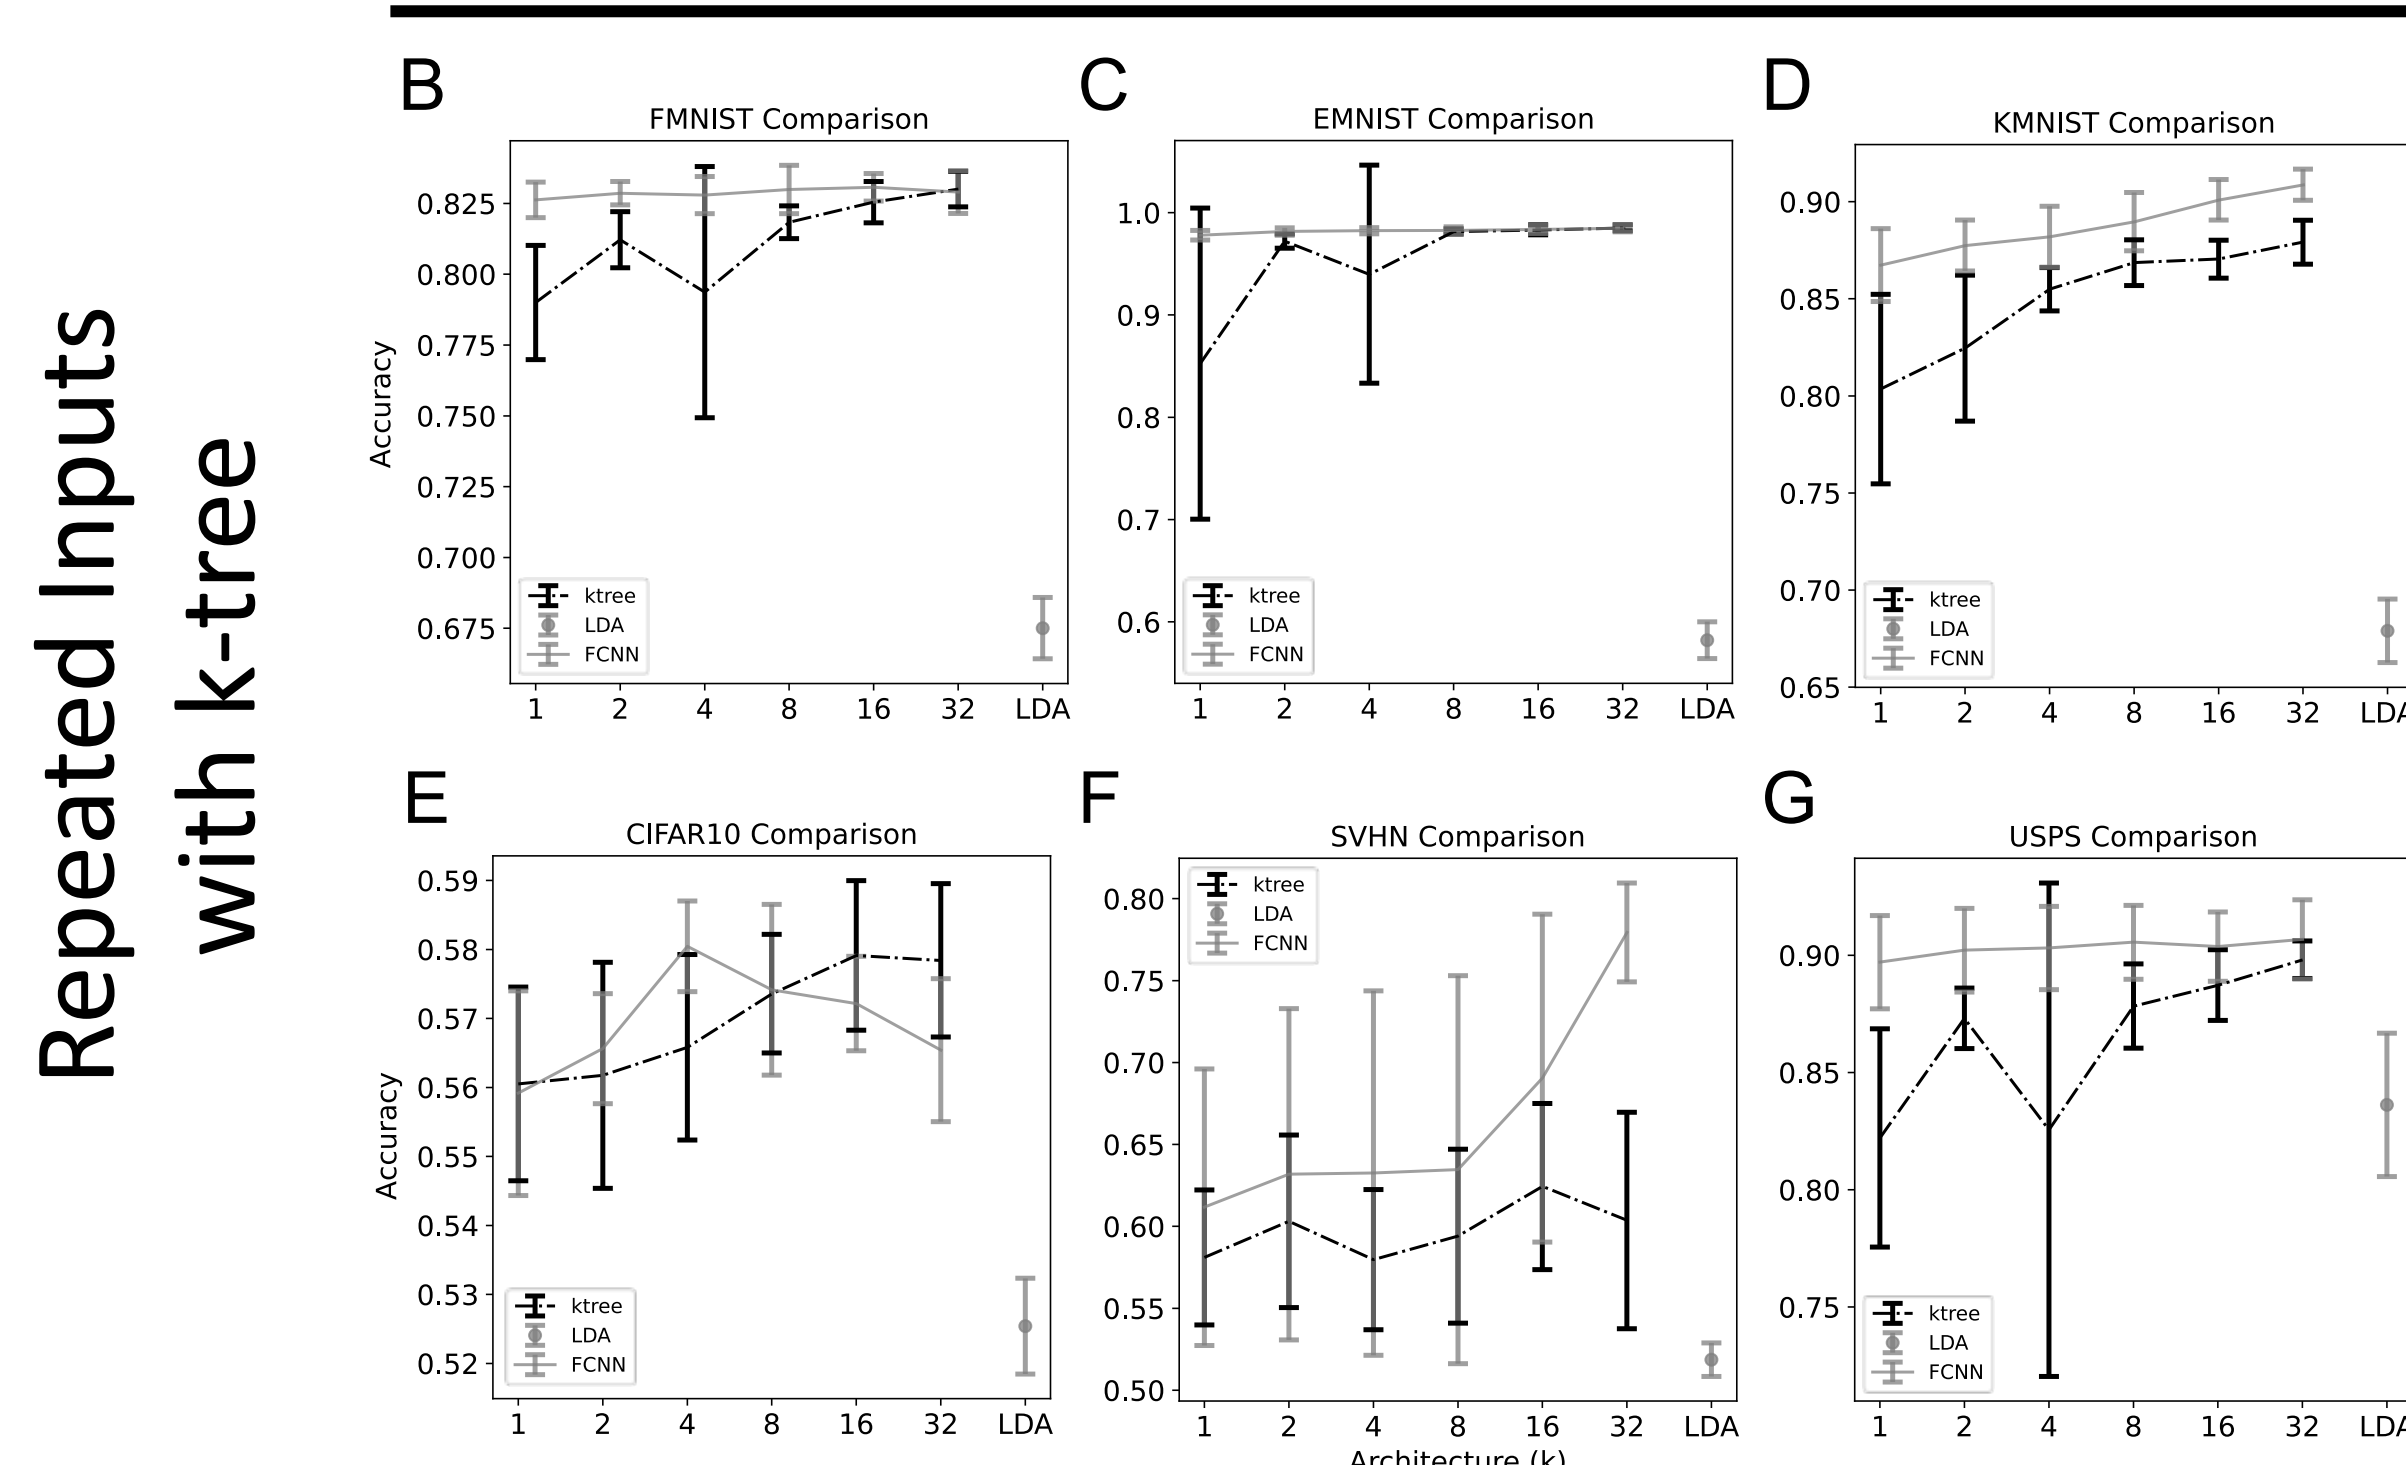 Repeated Inputs
with k-tree
B
FMNIST Comparison
Accuracy
0.825
0.800
0.775
0.750
0.725
0.700
0.675
ktree
LDA
FCNN
1 2 4 8 16 32 LDA
C
EMNIST Comparison
1.0
0.9
0.8
0.7
0.6
ktree
LDA
FCNN
1 2 4 8 16 32 LDA
D
KMNIST Comparison
0.90
0.85
0.80
0.75
0.70
0.65
ktree
LDA
FCNN
1 2 4 8 16 32 LDA
E
CIFAR10 Comparison
Accuracy
0.59
0.58
0.57
0.56
0.55
0.54
0.53
0.52
ktree
LDA
FCNN
1 2 4 8 16 32 LDA
F
SVHN Comparison
0.80
0.75
0.70
0.65
0.60
0.55
0.50
ktree
LDA
FCNN
1 2 4 8 16 32 LDA
Architecture (k)
G
USPS Comparison
0.90
0.85
0.80
0.75
ktree
LDA
FCNN
1 2 4 8 16 32 LDA